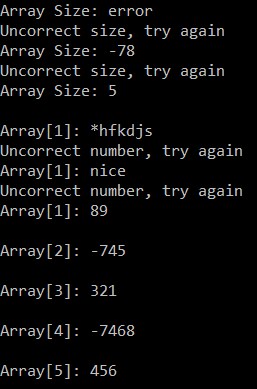 Array Size: error
Uncorrect size, try again
Array Size: -78
Uncorrect size, try again
Array Size: 5
Array[1]: *hfkdjs
Uncorrect number, try again
Array[1]: nice
Uncorrect number, try again
Array[1]: 89
Array[2]: -745
Array[3]: 321
Array[4]: -7468
Array[5]: 456